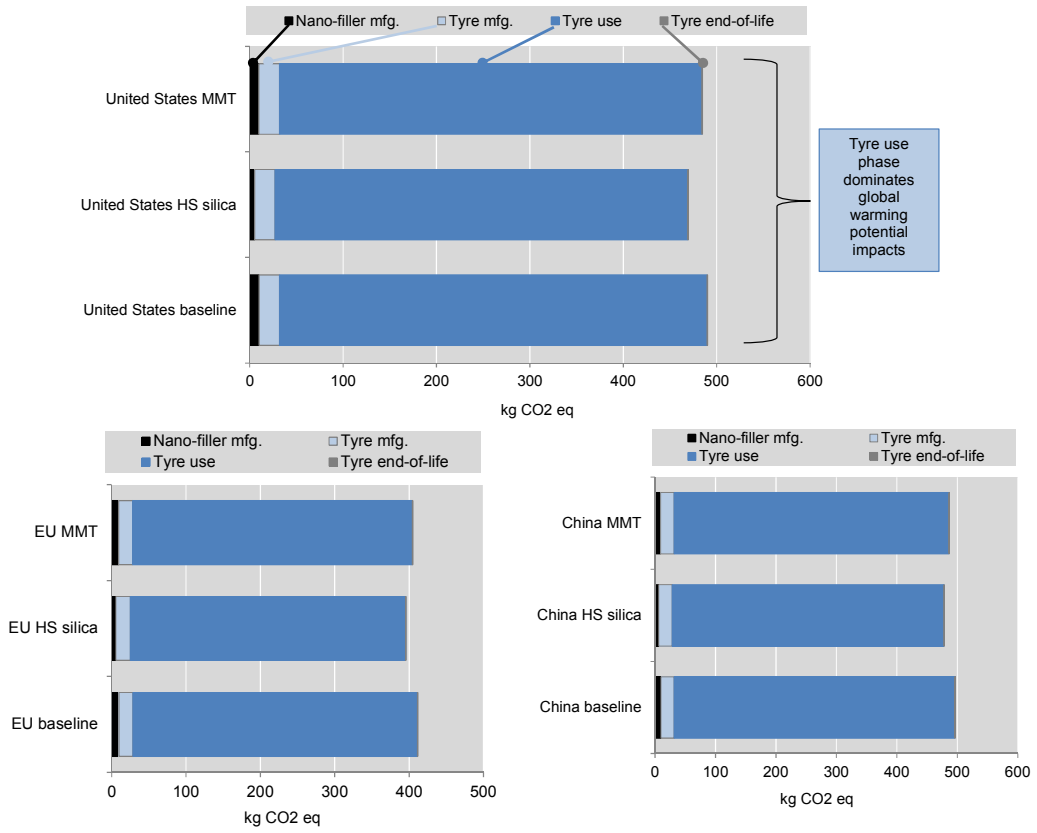 Nano-filler mfg. Tyre mfg. Tyre use Tyre end-of-life
United States MMT
United States HS silica
United States baseline
0 100 200 300 400 500 600
kg CO2 eq
Tyre use
phase
dominates
global
warming
potential
impacts
Nano-filler mfg. Tyre mfg.
Tyre use Tyre end-of-life
EU MMT
EU HS silica
EU baseline
0 100 200 300 400 500
kg CO2 eq
Nano-filler mfg. Tyre mfg.
Tyre use Tyre end-of-life
China MMT
China HS silica
China baseline
0 100 200 300 400 500 600
kg CO2 eq